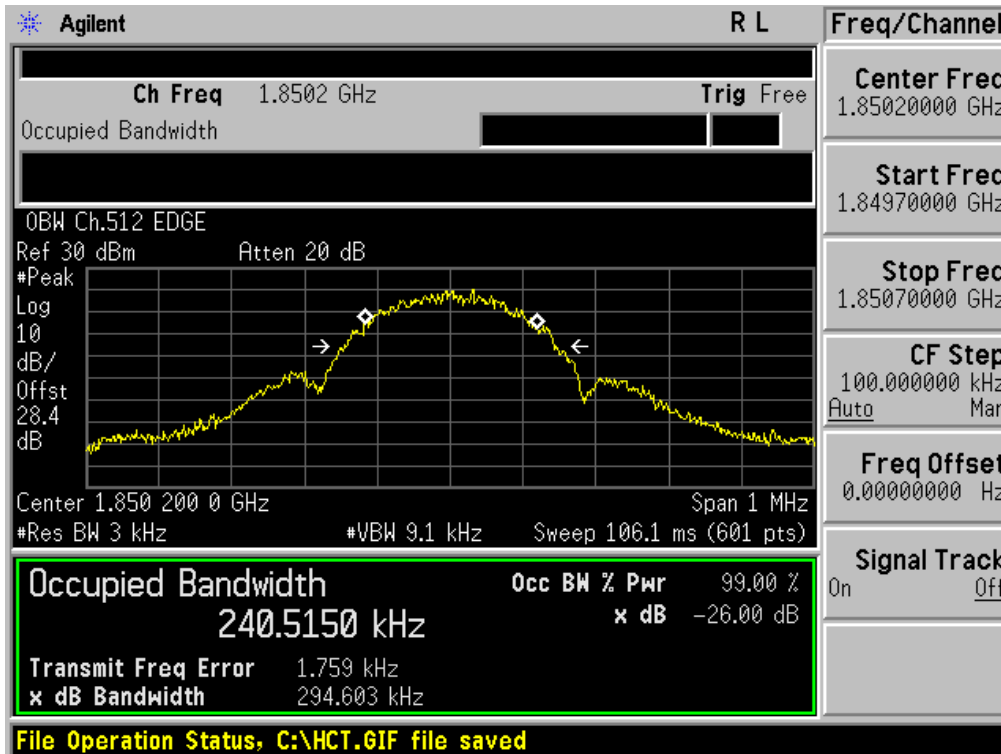 Agilent R L Freq/Channel
Ch Freq 1.8502 GHz Trig Free
Occupied Bandwidth
Center Freq
1.85020000 GHz
Start Freq
1.84970000 GHz
Stop Freq
1.85070000 GHz
CF Step
100.000000 kHz
Auto Man
Freq Offset
0.00000000 Hz
Signal Track
On Off
OBW Ch.512 EDGE
Ref 30 dBm Atten 20 dB
#Peak
Log
10
dB/
Offst
28.4
dB
Center 1.850 200 0 GHz Span 1 MHz
#Res BW 3 kHz #VBW 9.1 kHz Sweep 106.1 ms (601 pts)
Occupied Bandwidth Occ BW % Pwr 99.00 %
240.5150 kHz x dB -26.00 dB
Transmit Freq Error 1.759 kHz
x dB Bandwidth 294.603 kHz
File Operation Status, C:\HCT.GIF file saved